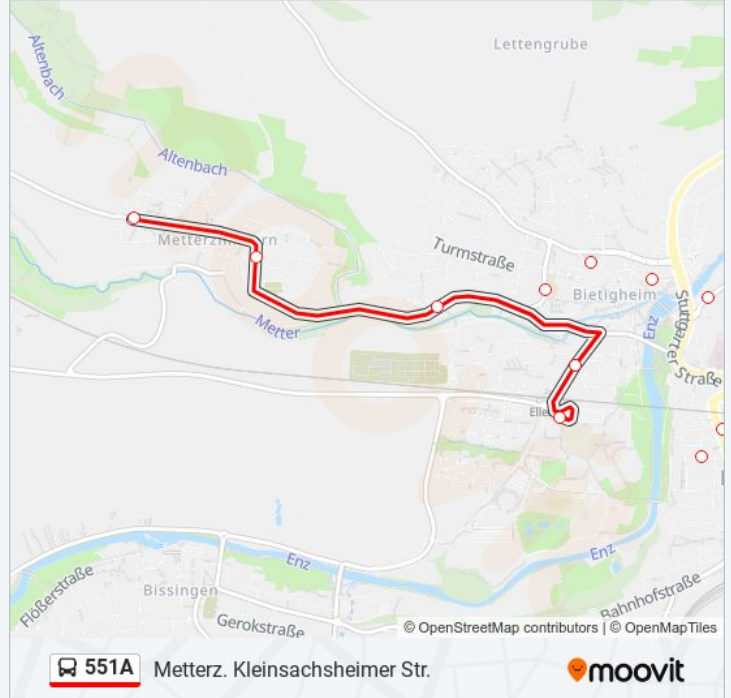 Lettengrube
Altenbach
Altenbach
Turmstraße
Bietigheim
Metter
Enz
Stuttgarter Straße
Enz
Enz
Bissingen
Flößerstraße
Gerokstraße
Bahnhofstraße
© OpenStreetMap contributors | © OpenMapTiles
551A Metterz. Kleinsachsheimer Str.
moovit